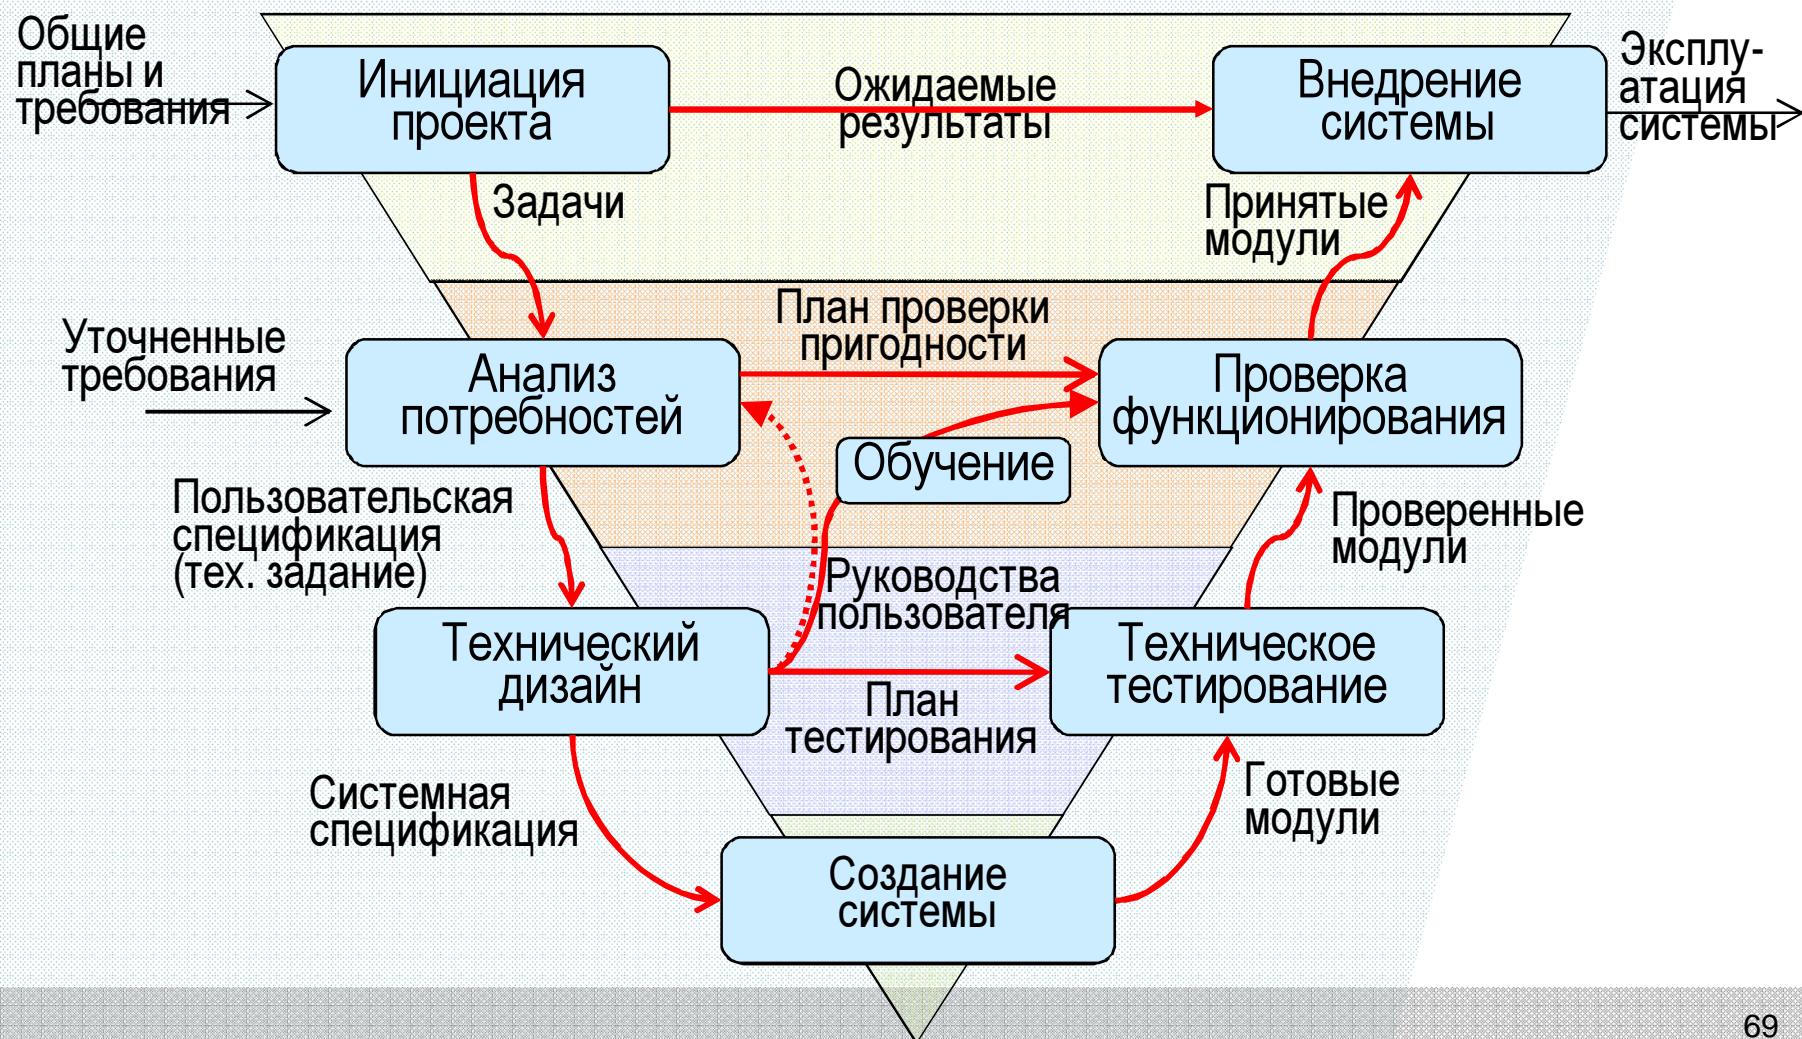 Общие
планы и
требования
Инициация
проекта
Ожидаемые
результаты
Внедрение
системы
Эксплу-
атация
системы
Задачи
Принятые
модули
Уточненные
требования
План проверки
пригодности
Анализ
потребностей
Проверка
функционирования
Обучение
Пользовательская
спецификация
(тех. задание)
Проверенные
модули
Руководства
пользователя
Технический
дизайн
Техническое
тестирование
План
тестирования
Системная
спецификация
Готовые
модули
Создание
системы
69